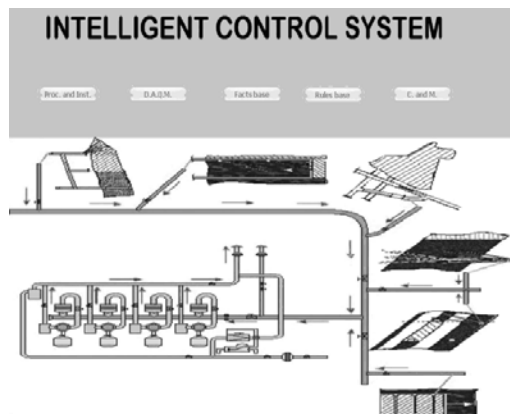 INTELLIGENT CONTROL SYSTEM
Proc. and Inst. D.A.Q.M. Facts base Rules base C. and M.